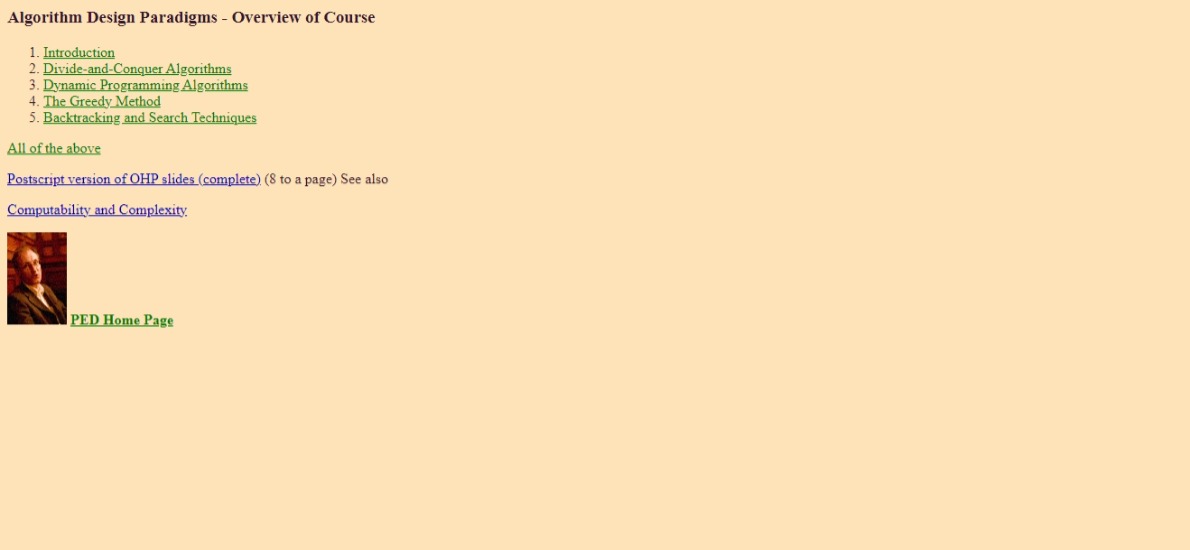 Algorithm Design Paradigms - Overview of Course
1. Introduction
2. Divide-and-Conquer Algorithms
3. Dynamic Programming Algorithms
4. The Greedy Method
5. Backtracking and Search Techniques
All of the above
Postscript version of OHP slides (complete) (8 to a page) See also
Computability and Complexity
PED Home Page